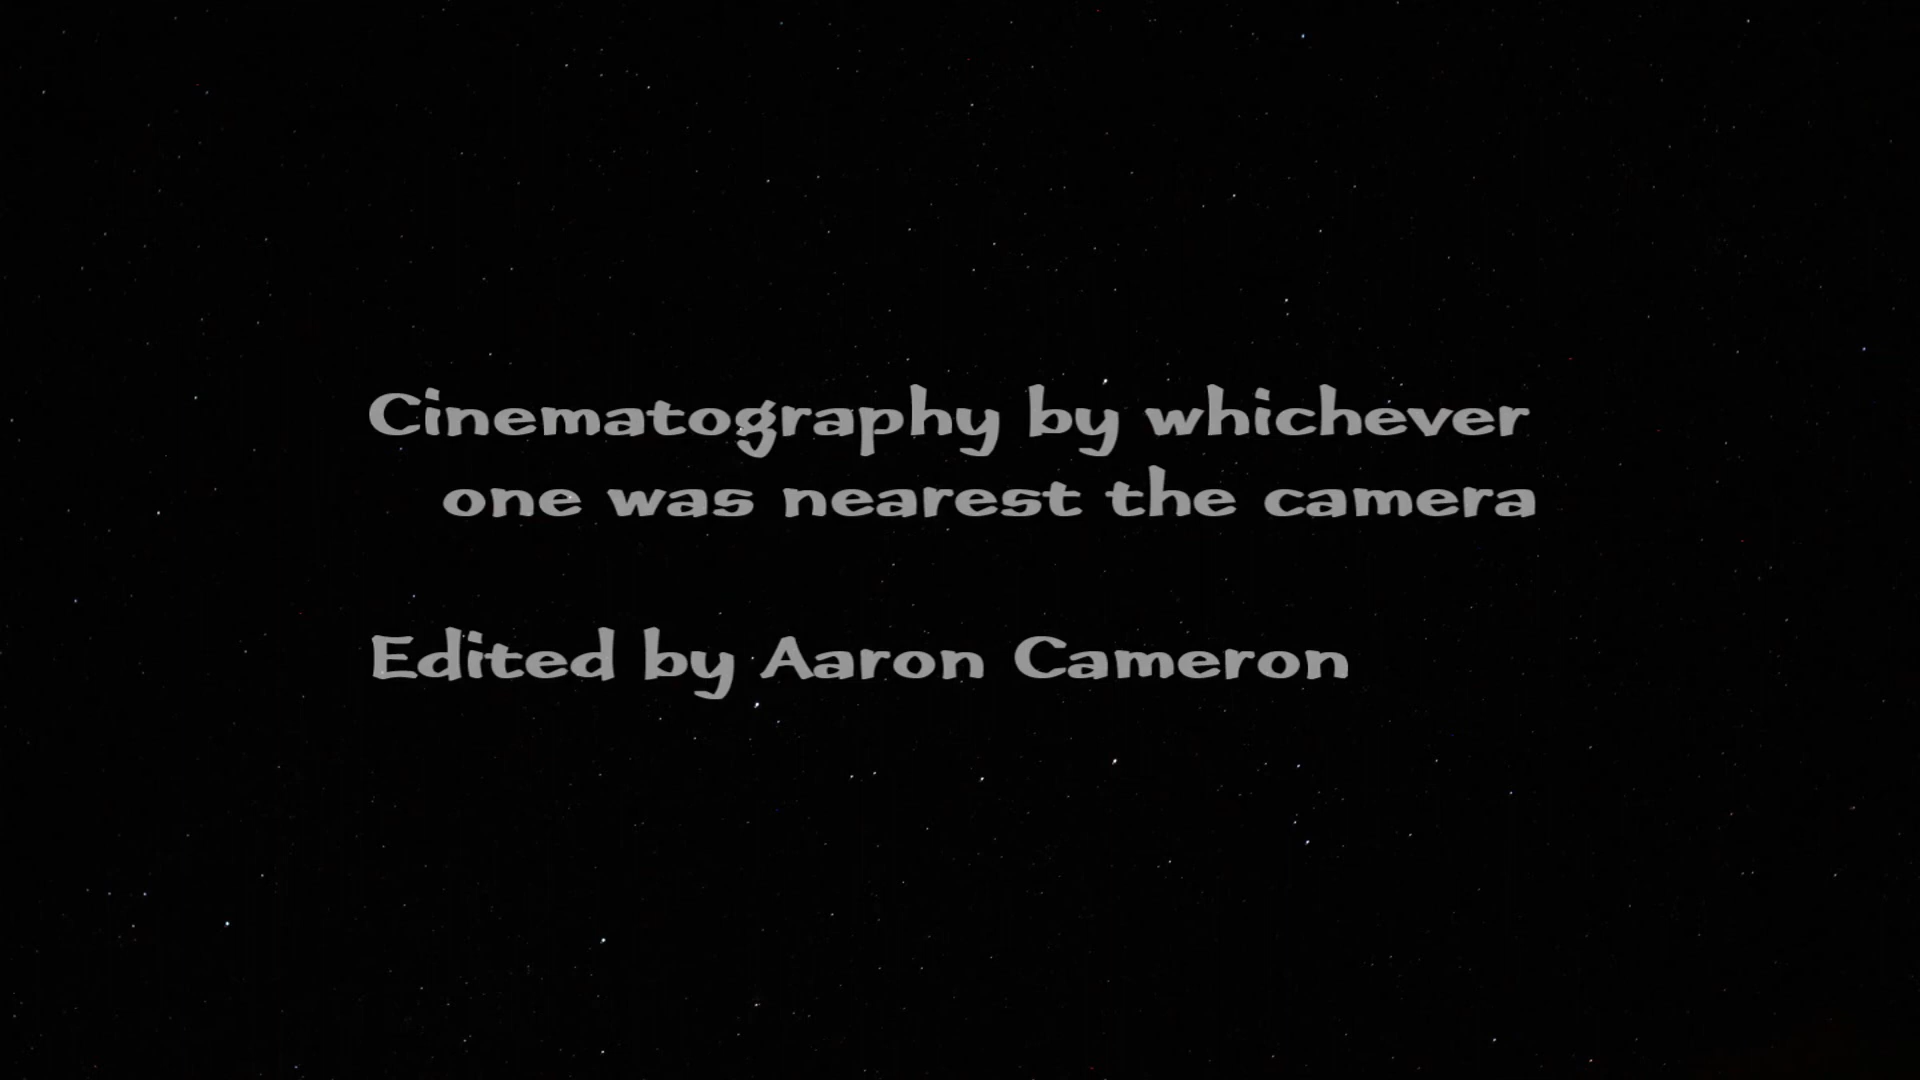 Cinematography by whichever
one was nearest the camera
Edited by Aaron Cameron